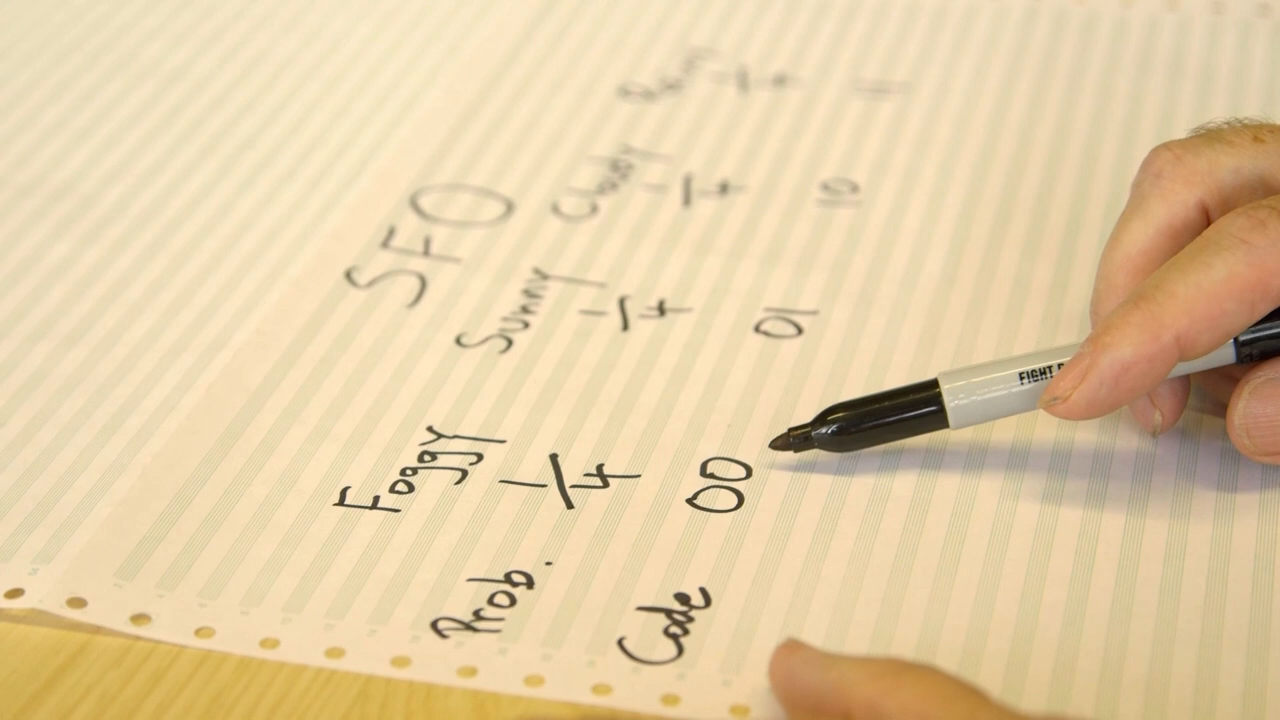 SFO
Foggy Sunny Cloudy Rainy
Prob. 1/4 1/4 1/4 1/4
Code 00 01 10 11
FIGHT